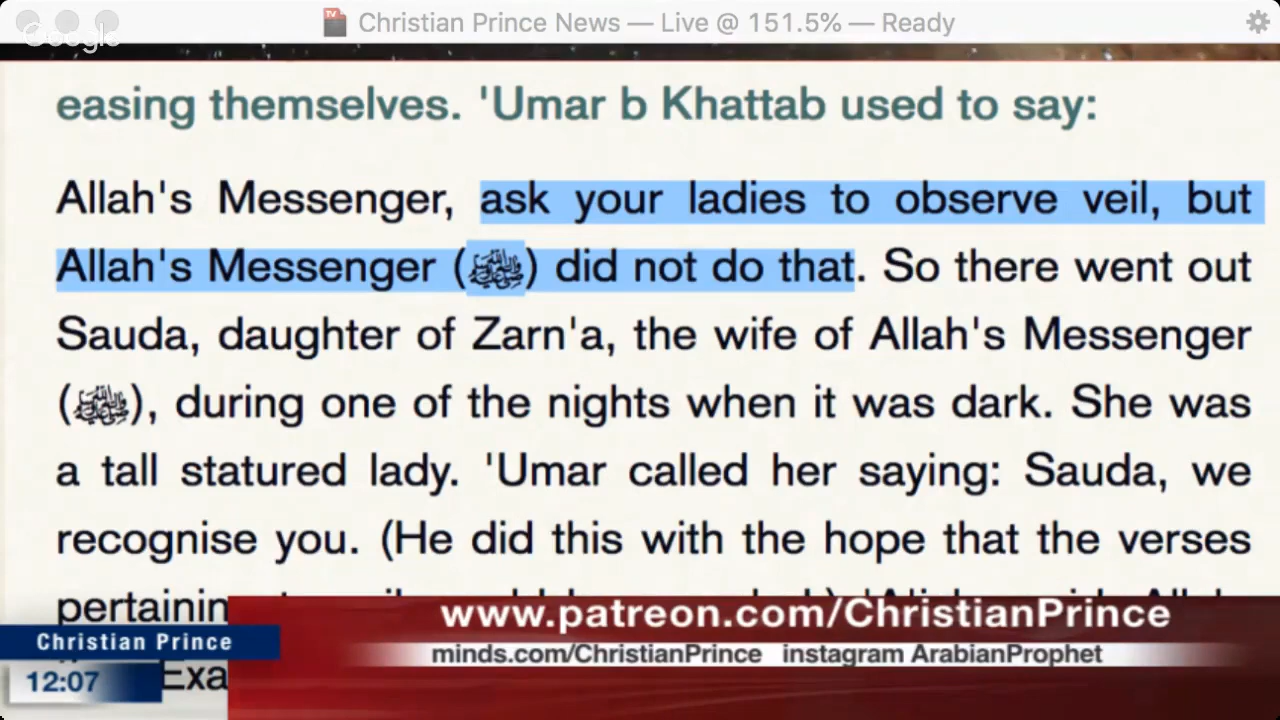 Google
Christian Prince News — Live @ 151.5% — Ready
easing themselves. 'Umar b Khattab used to say:
Allah's Messenger, ask your ladies to observe veil, but
Allah's Messenger (ﷺ) did not do that. So there went out
Sauda, daughter of Zarn'a, the wife of Allah's Messenger
(ﷺ), during one of the nights when it was dark. She was
a tall statured lady. 'Umar called her saying: Sauda, we
recognise you. (He did this with the hope that the verses
www.patreon.com/ChristianPrince
Christian Prince
minds.com/ChristianPrince instagram ArabianProphet
12:07